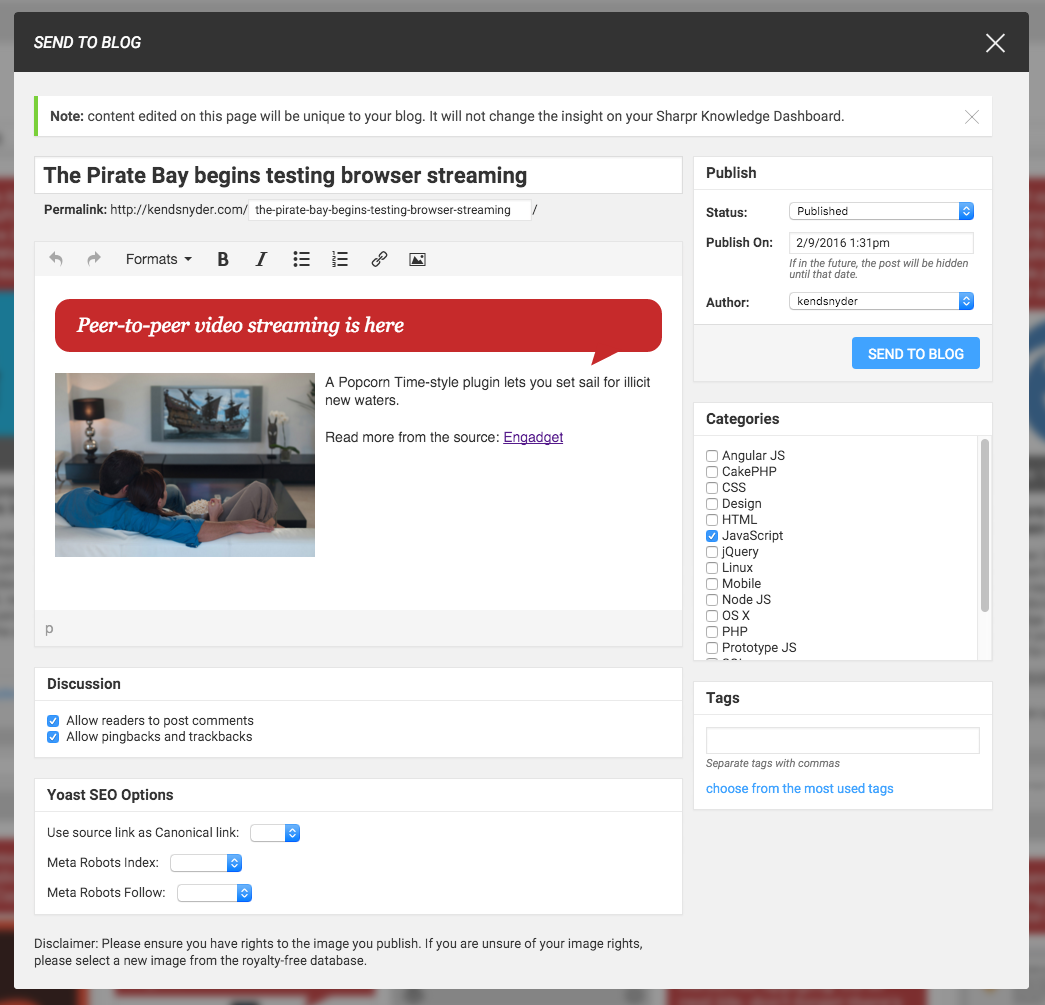 SEND TO BLOG
Note: content edited on this page will be unique to your blog. It will not change the insight on your Sharpr Knowledge Dashboard.
The Pirate Bay begins testing browser streaming
Permalink: http://kendsnyder.com/ the-pirate-bay-begins-testing-browser-streaming /
Formats B I
Peer-to-peer video streaming is here
A Popcorn Time-style plugin lets you set sail for illicit
new waters.
Read more from the source: Engadget
p
Discussion
Allow readers to post comments
Allow pingbacks and trackbacks
Yoast SEO Options
Use source link as Canonical link:
Meta Robots Index:
Meta Robots Follow:
Disclaimer: Please ensure you have rights to the image you publish. If you are unsure of your image rights,
please select a new image from the royalty-free database.
Publish
Status: Published
Publish On: 2/9/2016 1:31pm
If in the future, the post will be hidden
until that date.
Author: kendsnyder
SEND TO BLOG
Categories
Angular JS
CakePHP
CSS
Design
HTML
JavaScript
jQuery
Linux
Mobile
Node JS
OS X
PHP
Prototype JS
Tags
Separate tags with commas
choose from the most used tags